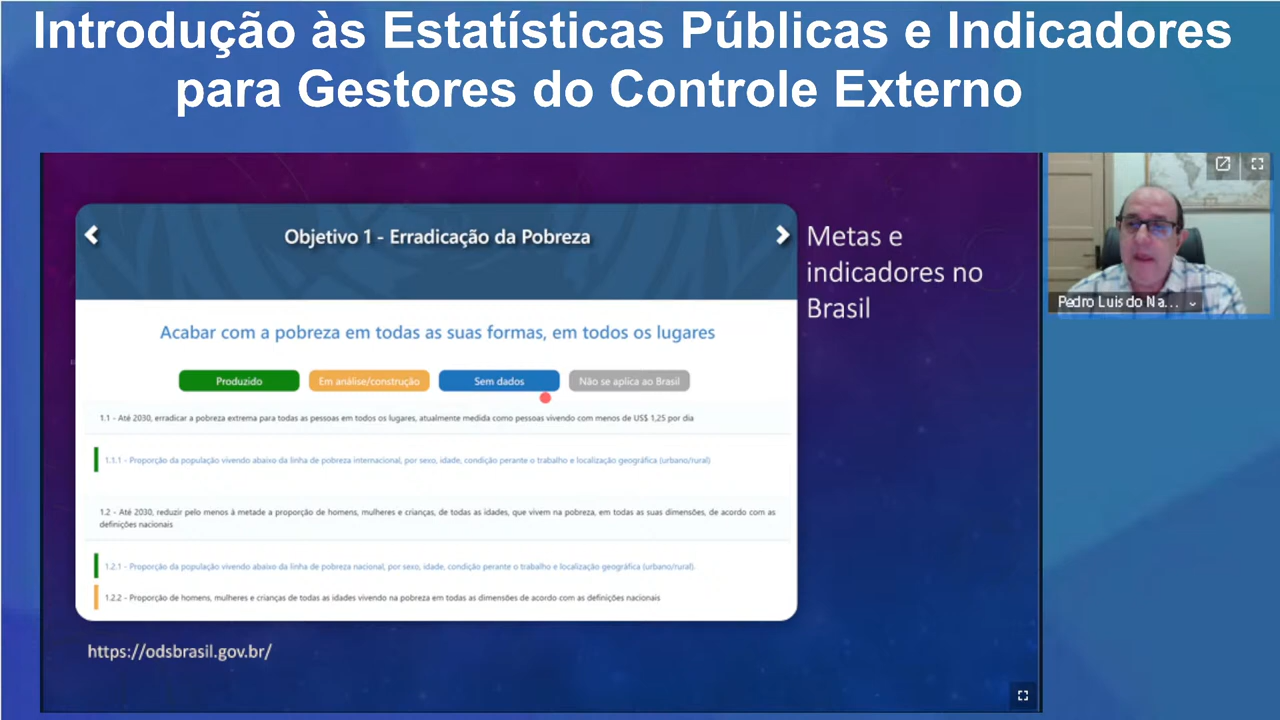 Introdução às Estatísticas Públicas e Indicadores
para Gestores do Controle Externo
Objetivo 1 - Erradicação da Pobreza
Metas e
indicadores no
Brasil
Pedro Luis do Na...
Acabar com a pobreza em todas as suas formas, em todos os lugares
Produzido
Em análise/construção
Sem dados
Não se aplica ao Brasil
1.1 - Até 2030, erradicar a pobreza extrema para todas as pessoas em todos os lugares, atualmente medida como pessoas vivendo com menos de US$ 1,25 por dia
1.1.1 - Proporção da população vivendo abaixo da linha de pobreza internacional, por sexo, idade, condição perante o trabalho e localização geográfica (urbano/rural)
1.2 - Até 2030, reduzir pelo menos à metade a proporção de homens, mulheres e crianças, de todas as idades, que vivem na pobreza, em todas as suas dimensões, de acordo com as
definições nacionais
1.2.1 - Proporção da população vivendo abaixo da linha de pobreza nacional, por sexo, idade, condição perante o trabalho e localização geográfica (urbano/rural).
1.2.2 - Proporção de homens, mulheres e crianças de todas as idades vivendo na pobreza em todas as dimensões de acordo com as definições nacionais
https://odsbrasil.gov.br/